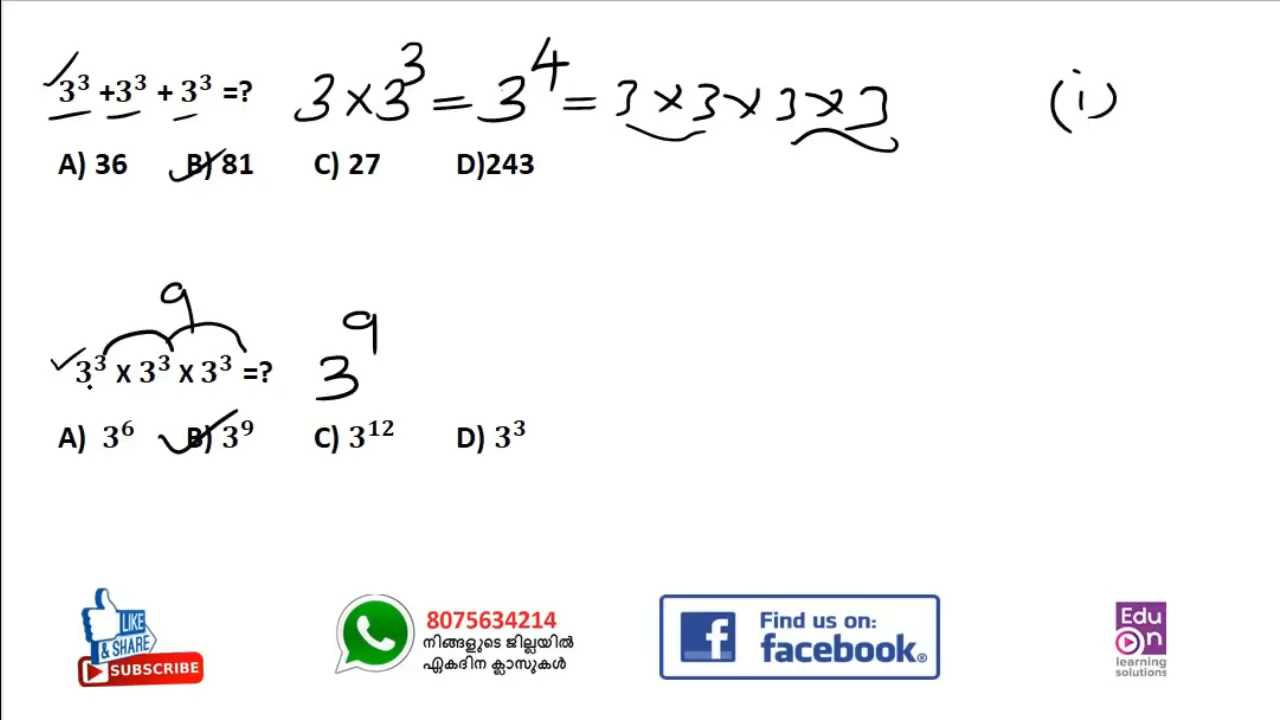 3³ +3³ + 3³ =? 3 × 3³ = 3⁴ = 3 × 3 × 3 × 3 (i)
A) 36 B) 81 C) 27 D)243
9
3³ X 3³ X 3³ =? 3⁹
A) 3⁶ B) 3⁹ C) 3¹² D) 3³
LIKE
& SHARE
SUBSCRIBE
8075634214
നിങ്ങളുടെ ജില്ലയിൽ
ഏകദിന ക്ലാസുകൾ
f Find us on:
facebook®
Edu
On
learning
solutions